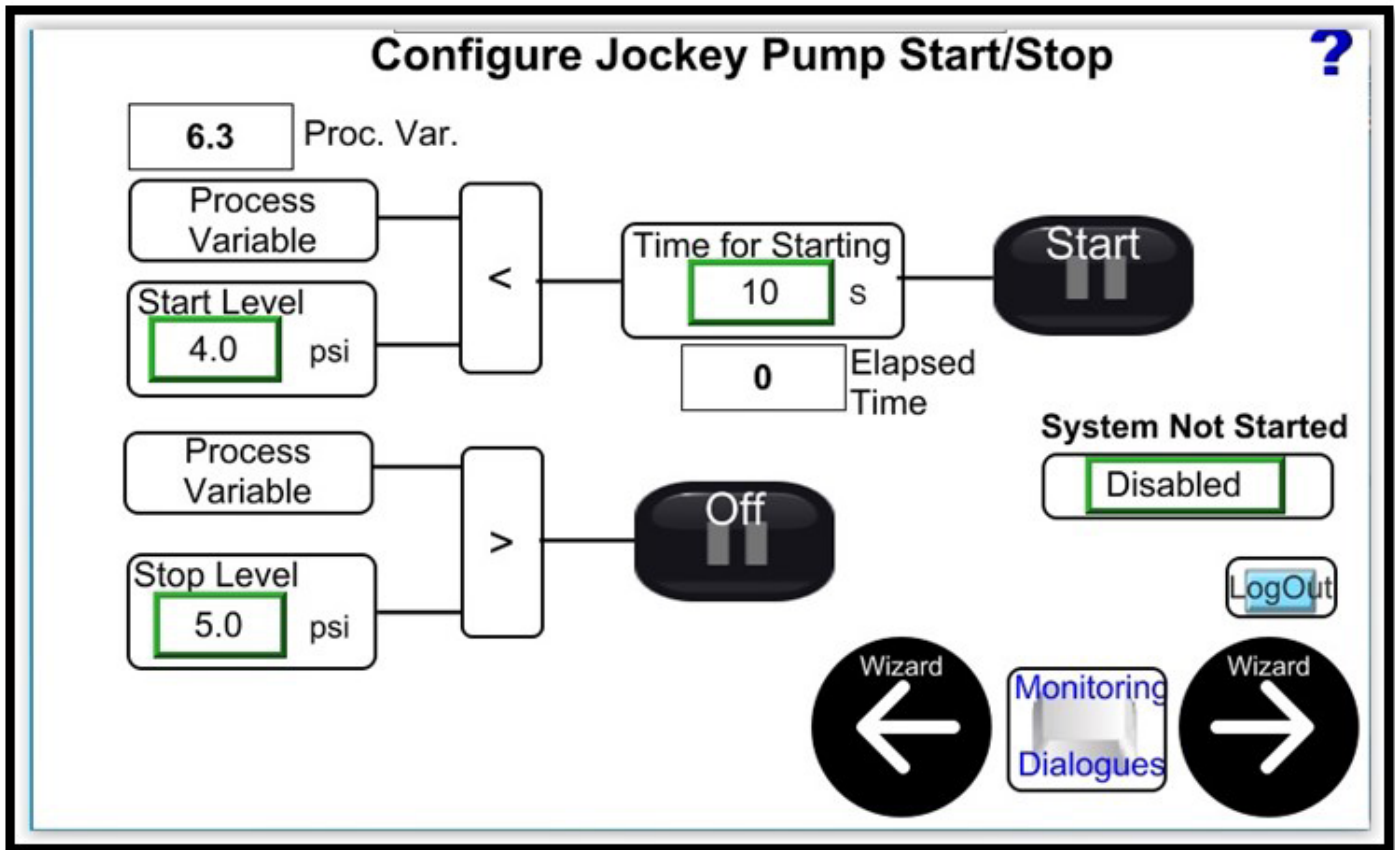 Configure Jockey Pump Start/Stop
?
6.3 Proc. Var.
Process
Variable
<
Time for Starting
10 s
Start
Start Level
4.0 psi
0
Elapsed
Time
System Not Started
Disabled
Process
Variable
>
Off
Stop Level
5.0 psi
LogOut
Wizard
Monitoring
Dialogues
Wizard